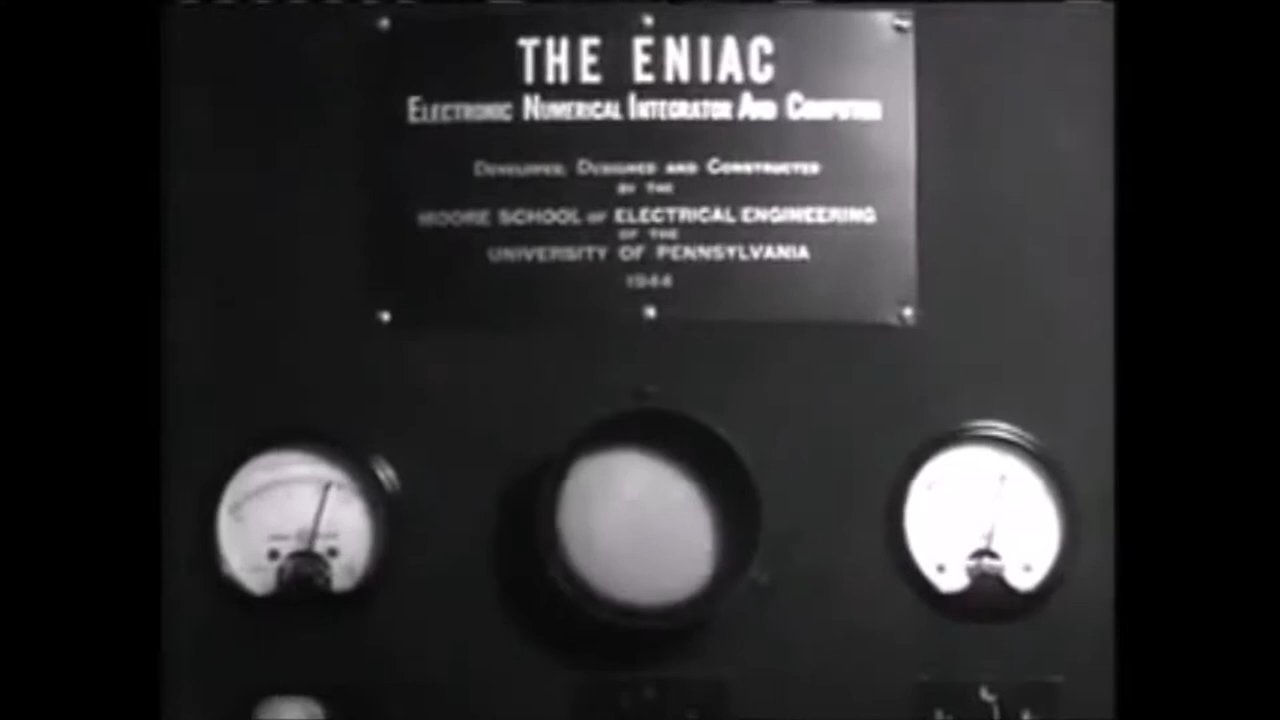 THE ENIAC
ELECTRONIC NUMERICAL INTEGRATOR AND COMPUTER
DEVELOPED, DESIGNED AND CONSTRUCTED
BY THE
MOORE SCHOOL OF ELECTRICAL ENGINEERING
OF THE
UNIVERSITY OF PENNSYLVANIA
1944